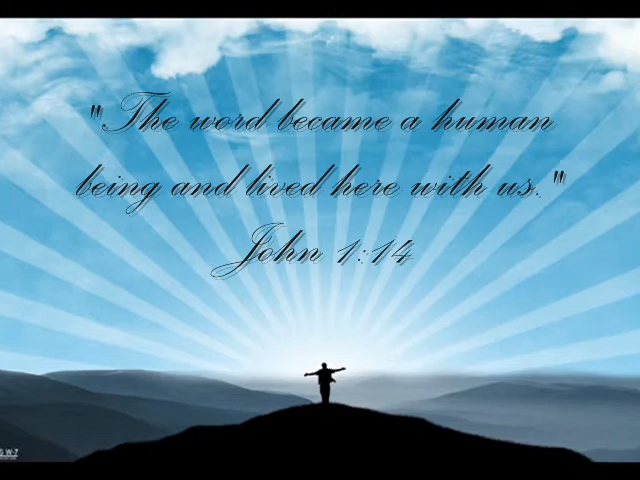 "The word became a human
being and lived here with us."
John 1:14